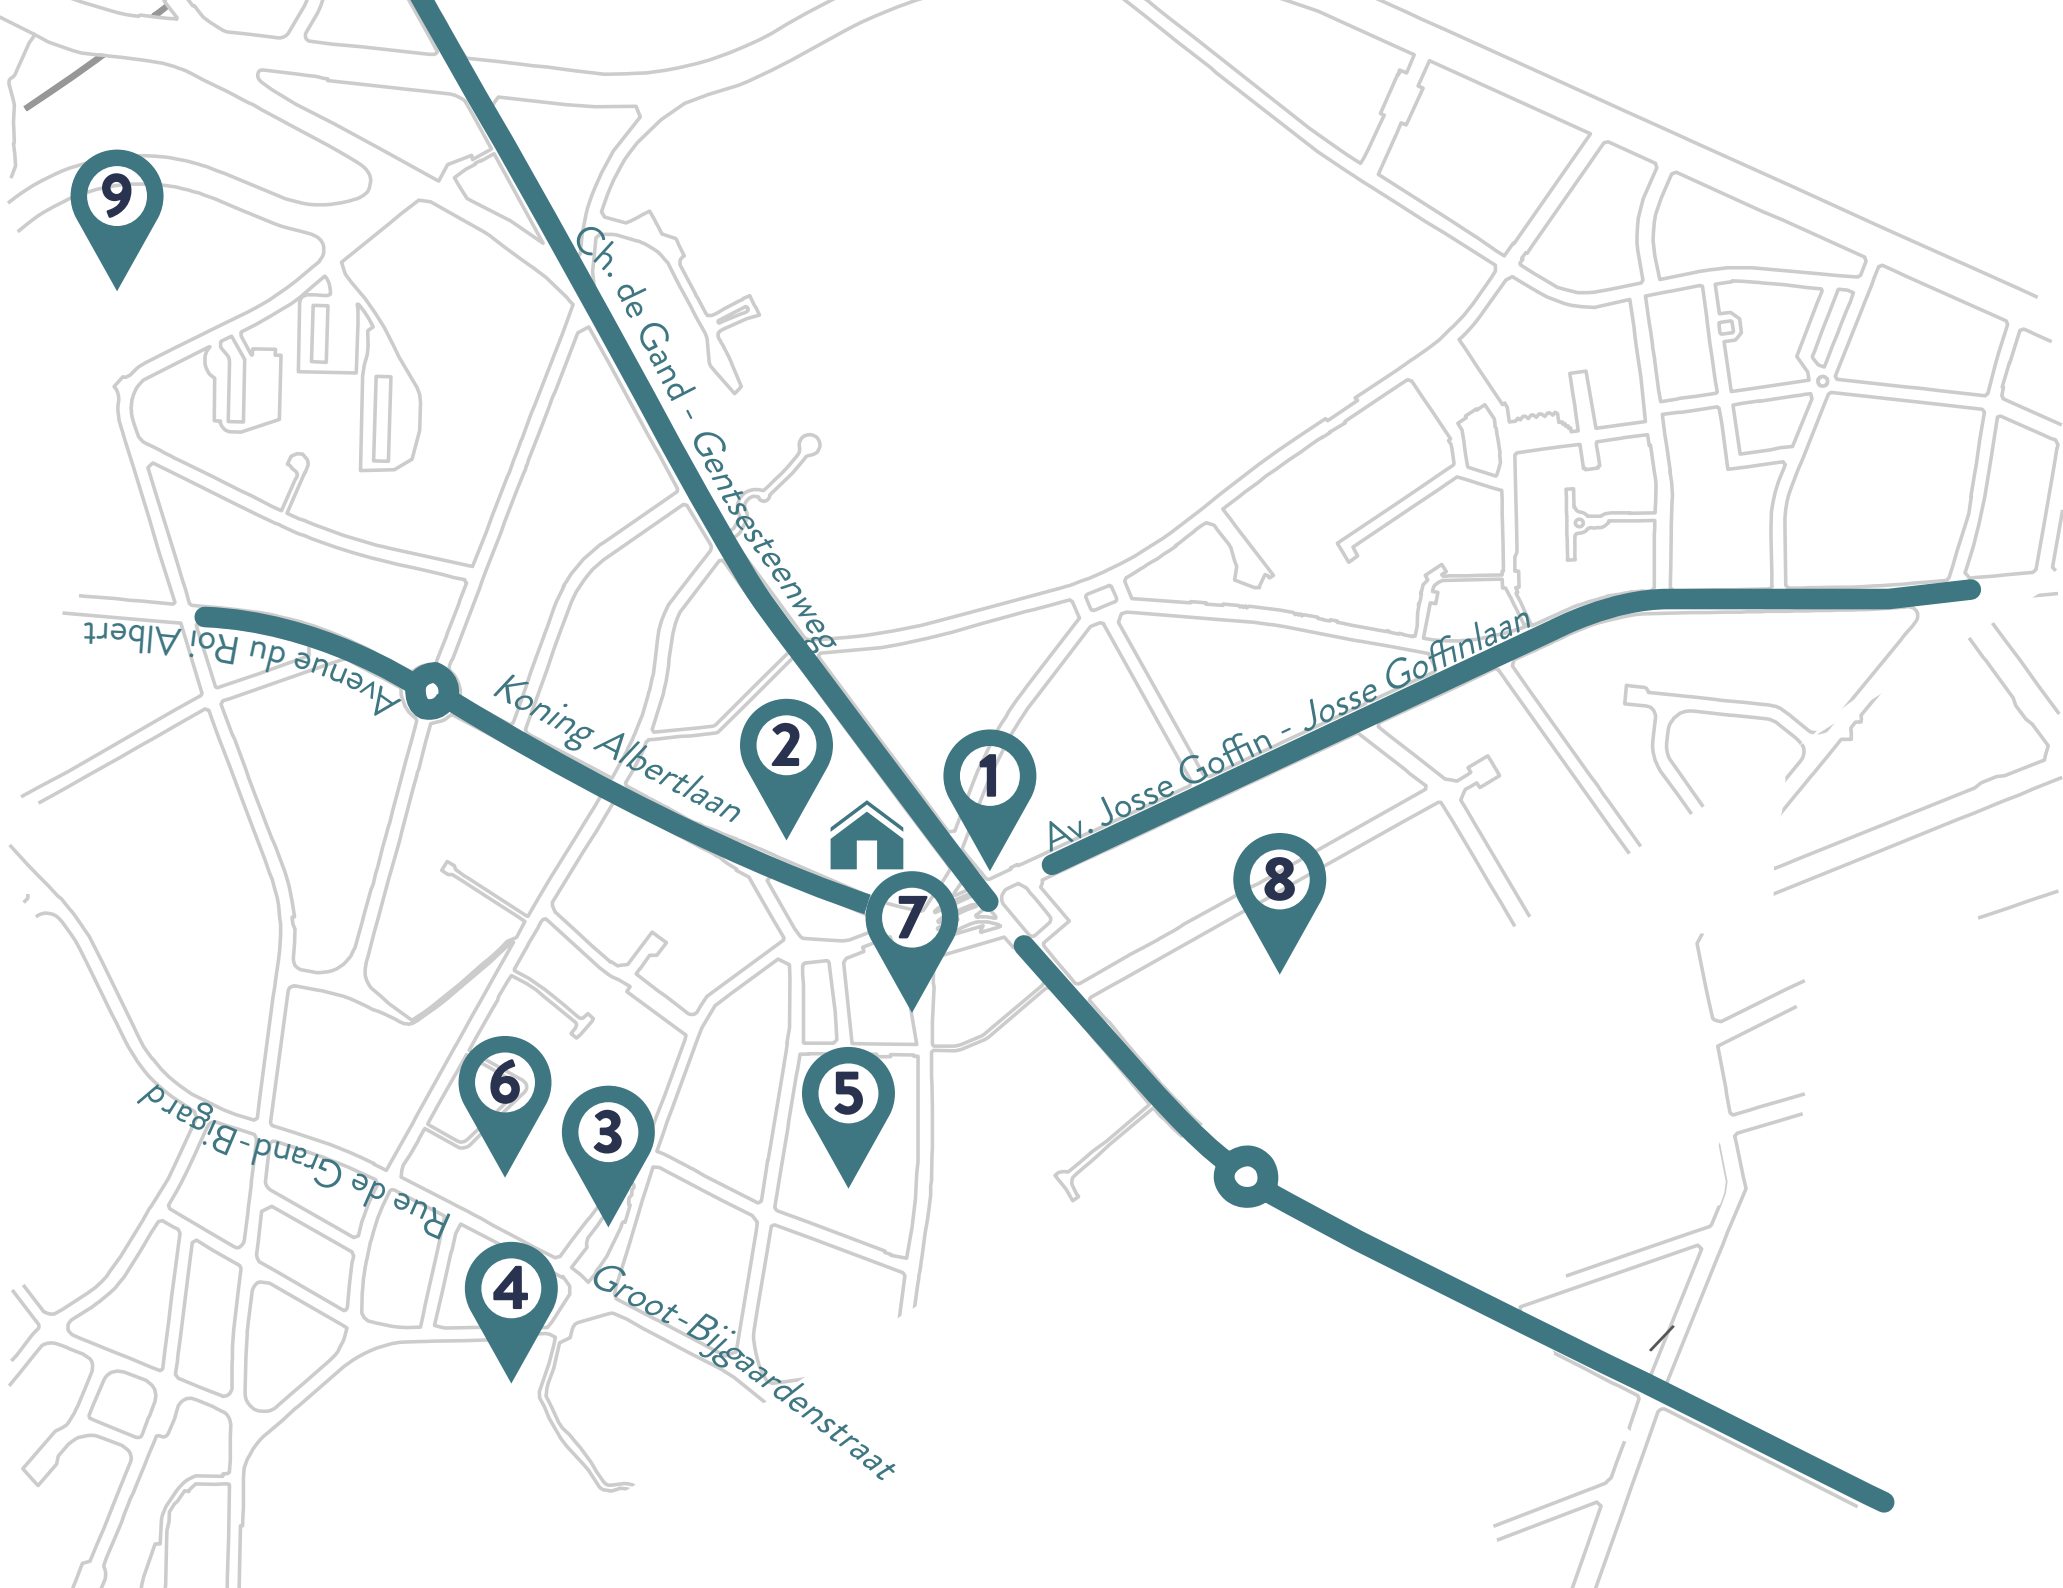 9
Ch. de Gand - Gentsesteenweg
Avenue du Roi Albert
Koning Albertlaan
2
1
Av. Josse Goffin - Josse Goffinlaan
7
8
6
3
5
Rue de Grand-Bigard
4
Groot-Bijgaardenstraat